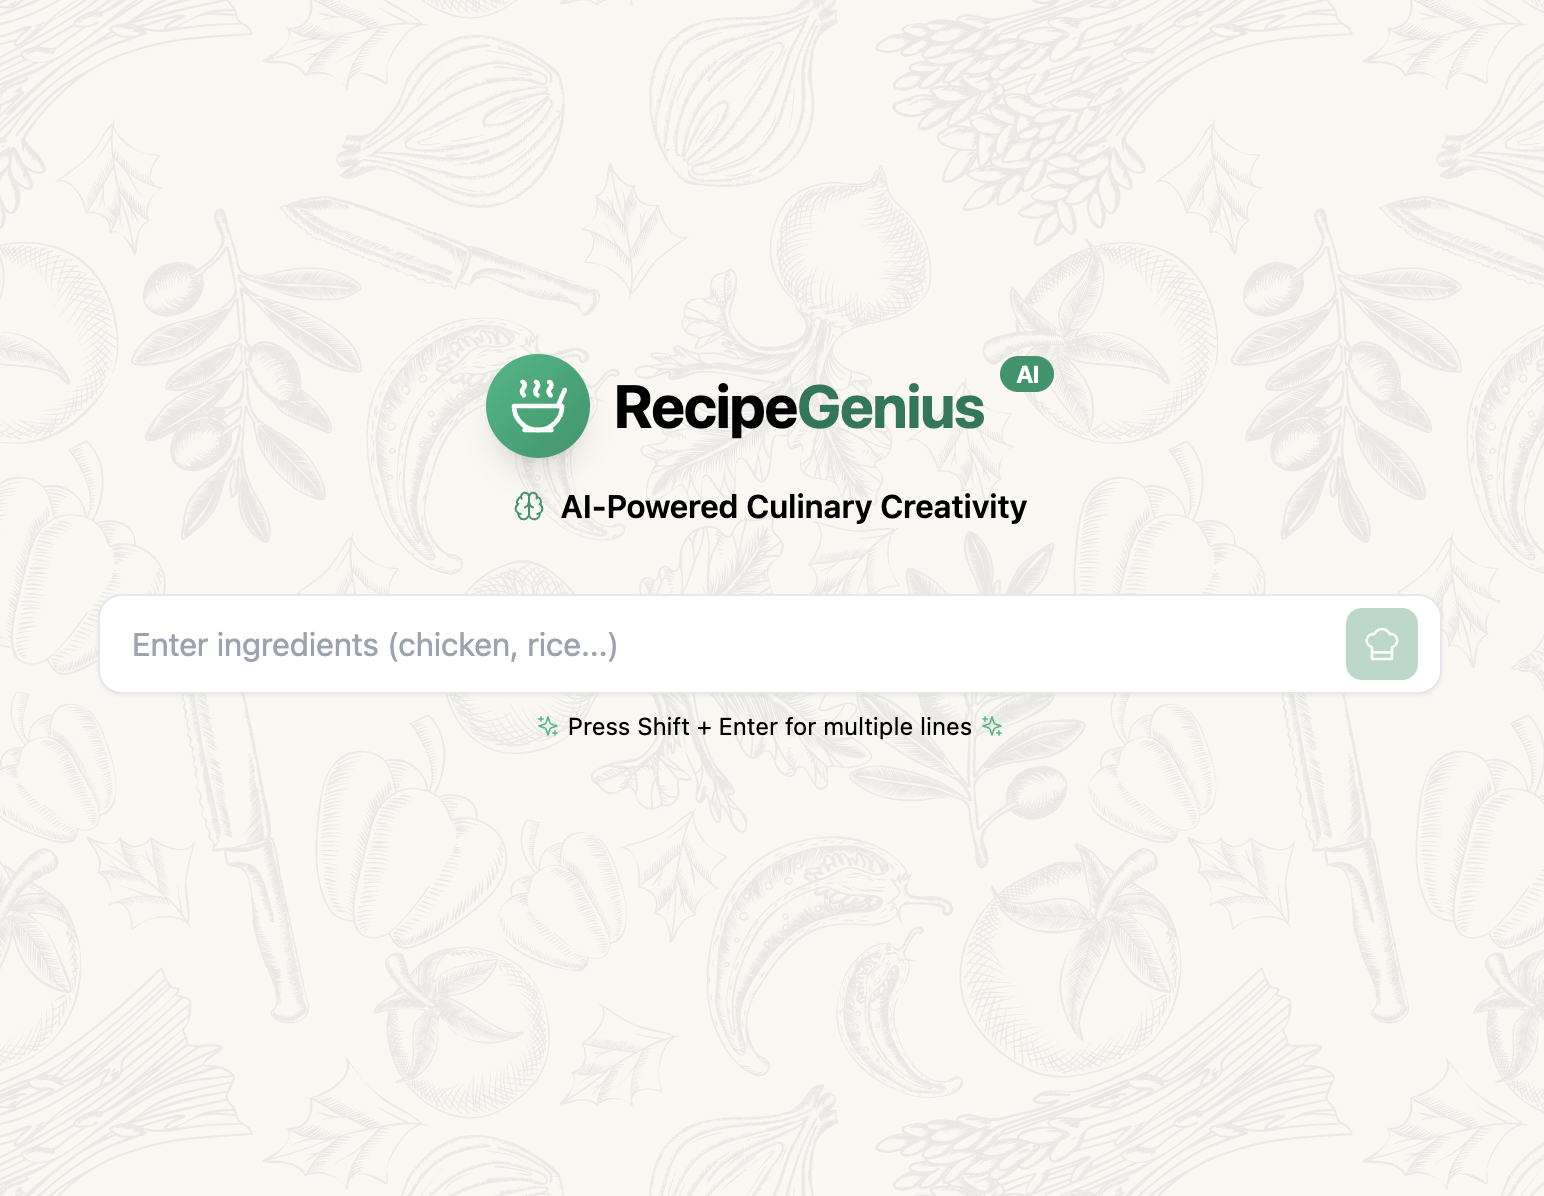 RecipeGenius AI
AI-Powered Culinary Creativity
Enter ingredients (chicken, rice...)
Press Shift + Enter for multiple lines